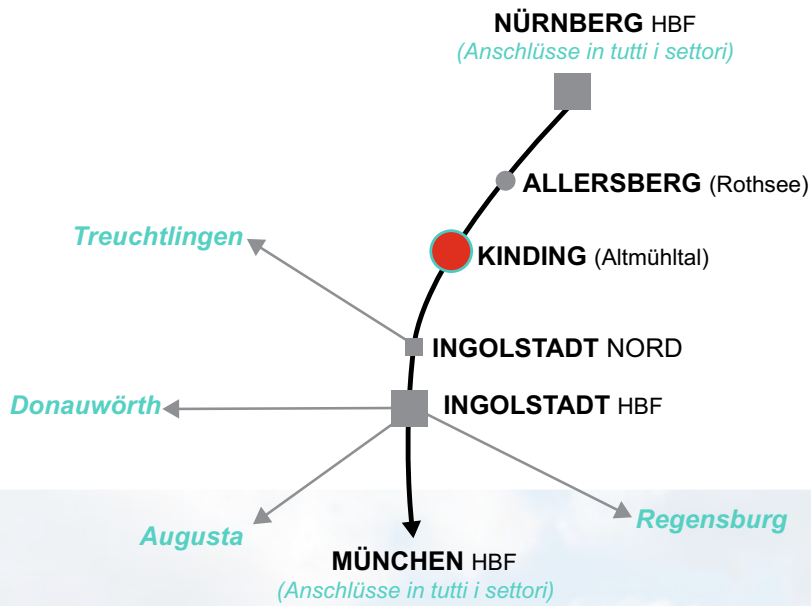 NÜRNBERG HBF
(Anschlüsse in tutti i settori)
ALLERSBERG (Rothsee)
Treuchtlingen
KINDING (Altmühltal)
INGOLSTADT NORD
Donauwörth
INGOLSTADT HBF
Augusta
Regensburg
MÜNCHEN HBF
(Anschlüsse in tutti i settori)